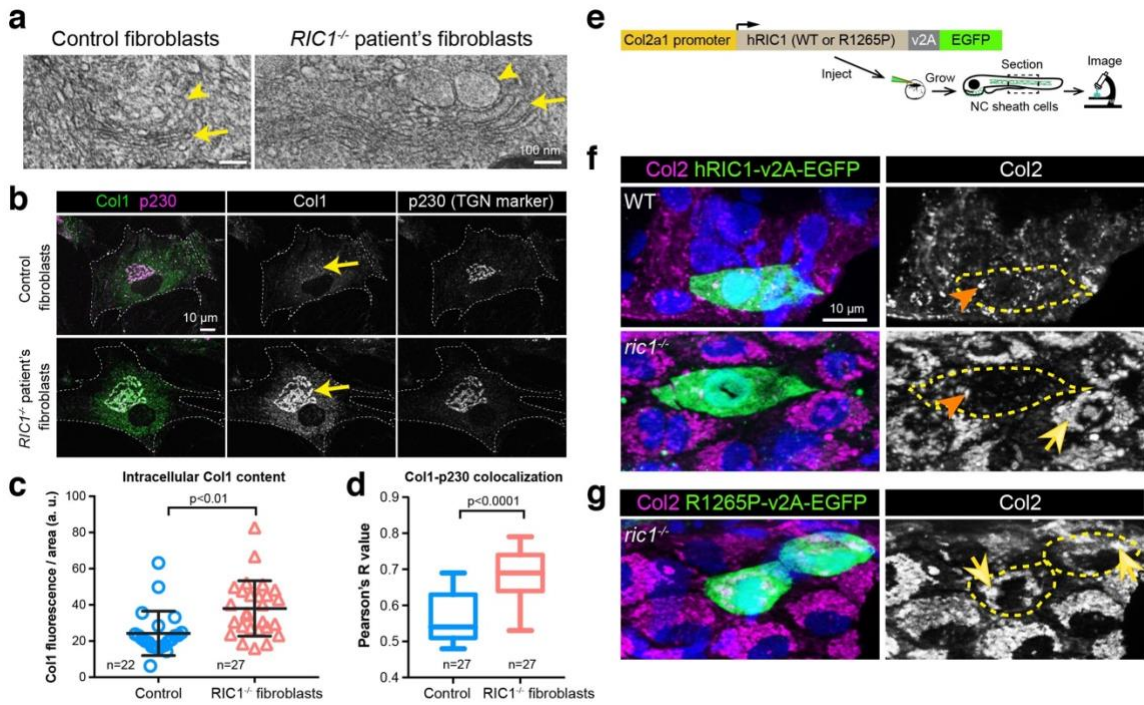 a
Control fibroblasts
RIC1-/- patient's fibroblasts
100 nm
b
Col1 p230
Col1
p230 (TGN marker)
Control
fibroblasts
10 µm
RIC1-/- patient's
fibroblasts
c
Intracellular Col1 content
p<0.01
Col1 fluorescence / area (a. u.)
100
80
60
40
20
0
n=22
n=27
Control
RIC1-/- fibroblasts
d
Col1-p230 colocalization
p<0.0001
Pearson's R value
0.9
0.8
0.7
0.6
0.5
0.4
n=27
n=27
Control
RIC1-/- fibroblasts
e
Col2a1 promoter
hRIC1 (WT or R1265P)
v2A
EGFP
Inject
Grow
Section
Image
NC sheath cells
f
Col2 hRIC1-v2A-EGFP
Col2
WT
10 µm
ric1-/-
g
Col2 R1265P-v2A-EGFP
Col2
ric1-/-